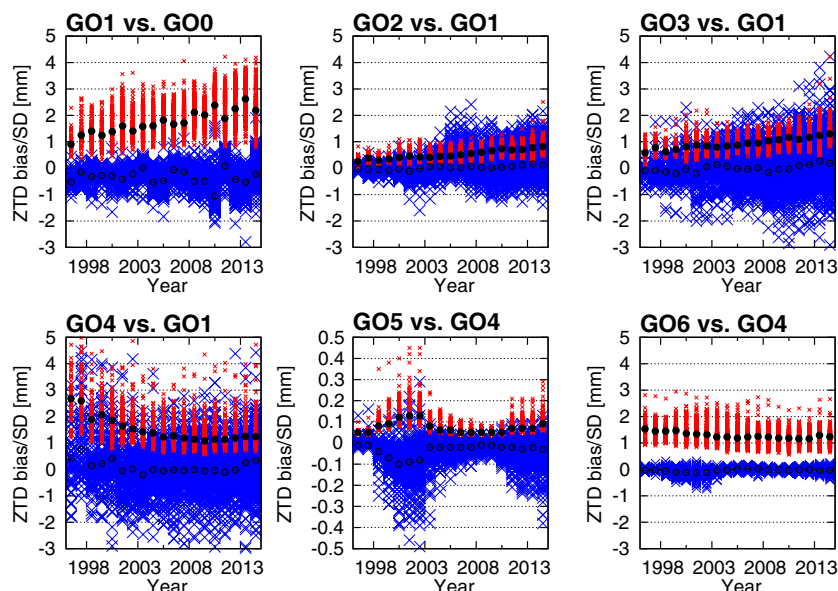 GO1 vs. GO0
5
4
3
2
1
0
-1
-2
-3
ZTD bias/SD [mm]
1998 2003 2008 2013
Year
GO2 vs. GO1
5
4
3
2
1
0
-1
-2
-3
ZTD bias/SD [mm]
1998 2003 2008 2013
Year
GO3 vs. GO1
5
4
3
2
1
0
-1
-2
-3
ZTD bias/SD [mm]
1998 2003 2008 2013
Year
GO4 vs. GO1
5
4
3
2
1
0
-1
-2
-3
ZTD bias/SD [mm]
1998 2003 2008 2013
Year
GO5 vs. GO4
0.5
0.4
0.3
0.2
0.1
0
-0.1
-0.2
-0.3
-0.4
-0.5
ZTD bias/SD [mm]
1998 2003 2008 2013
Year
GO6 vs. GO4
5
4
3
2
1
0
-1
-2
-3
ZTD bias/SD [mm]
1998 2003 2008 2013
Year